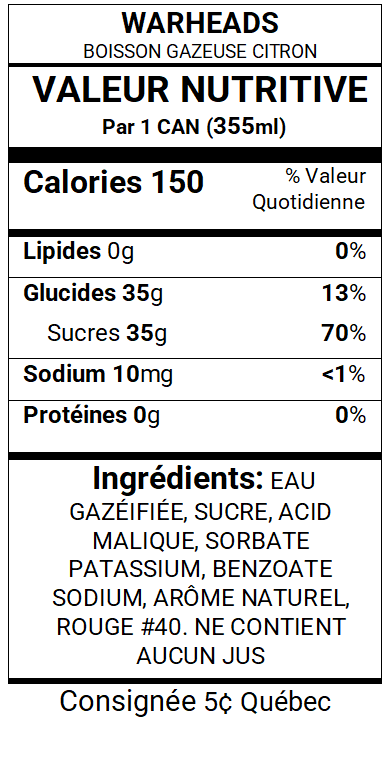 WARHEADS
BOISSON GAZEUSE CITRON
VALEUR NUTRITIVE
Par 1 CAN (355ml)
Calories 150
% Valeur
Quotidienne
Lipides 0g 0%
Glucides 35g 13%
Sucres 35g 70%
Sodium 10mg <1%
Protéines 0g 0%
Ingrédients: EAU
GAZÉIFIÉE, SUCRE, ACID
MALIQUE, SORBATE
PATASSIUM, BENZOATE
SODIUM, ARÔME NATUREL,
ROUGE #40. NE CONTIENT
AUCUN JUS
Consignée 5¢ Québec